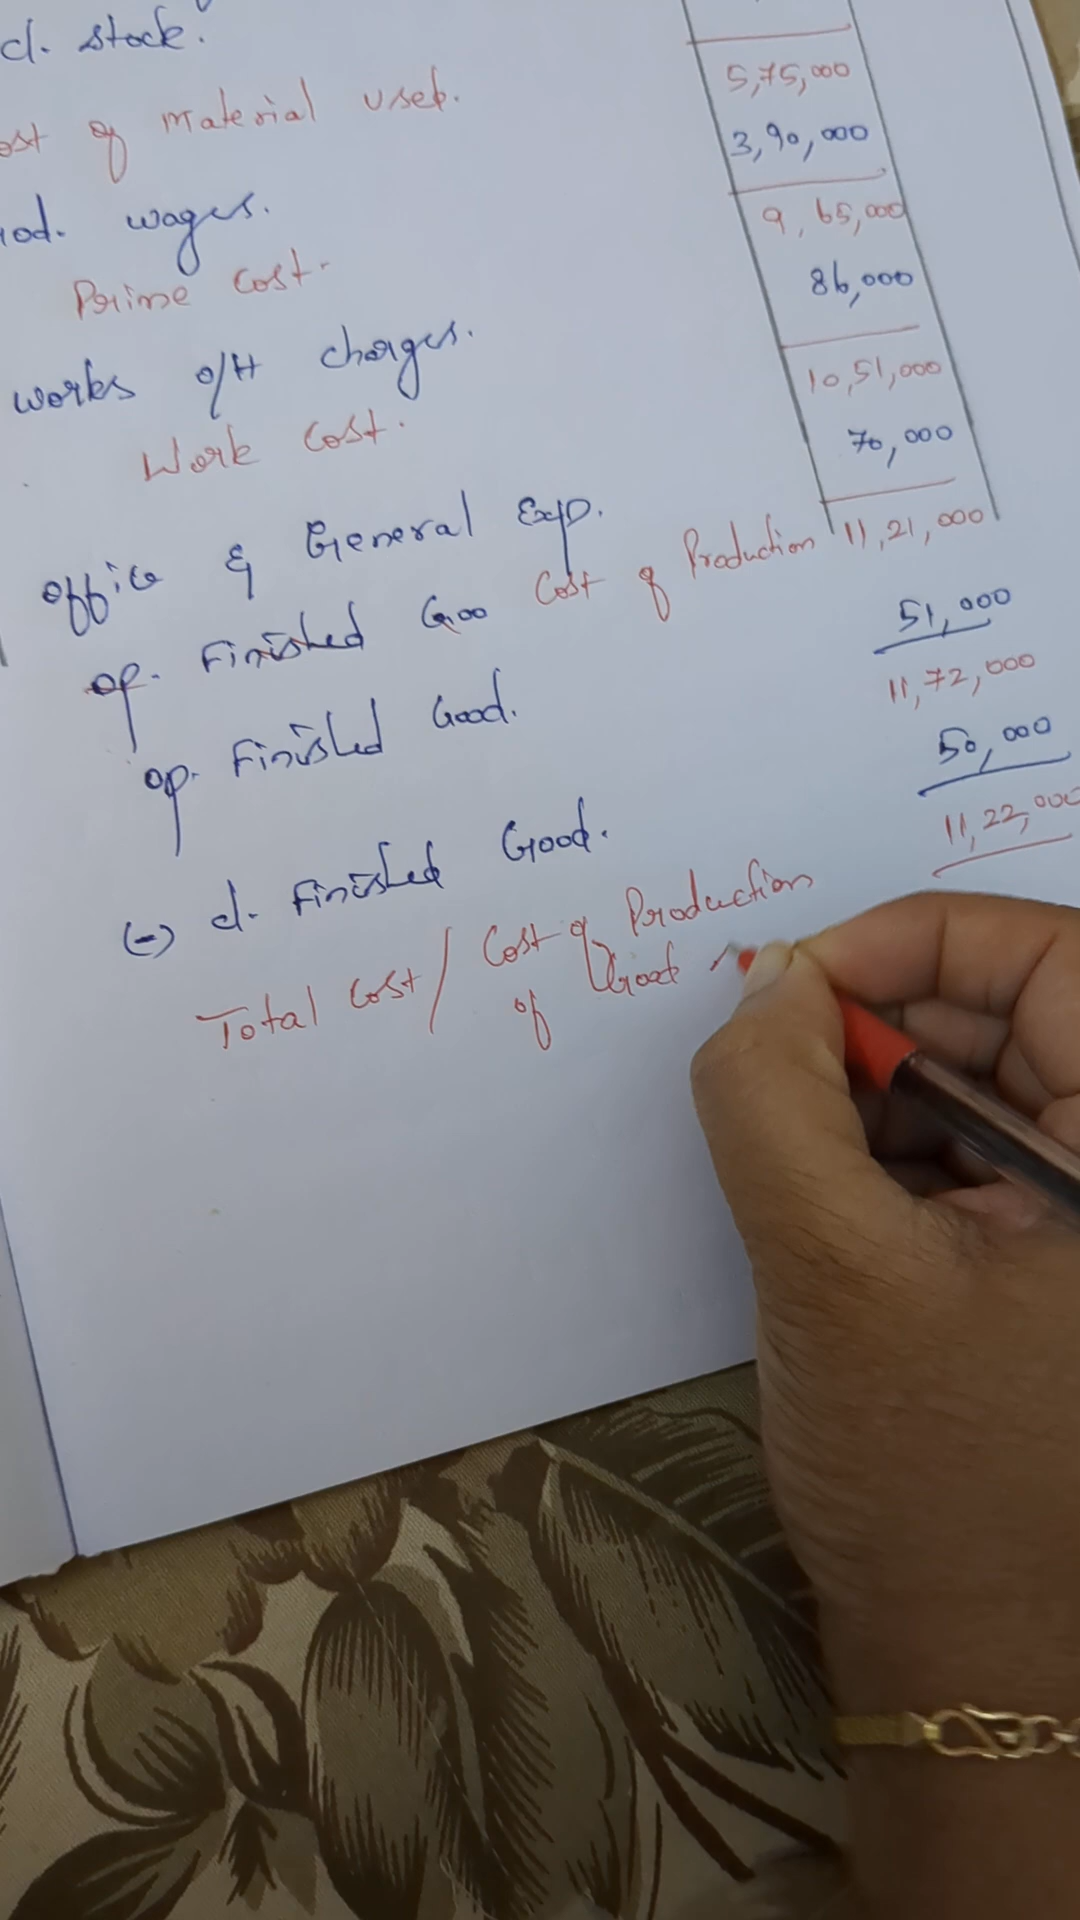 cl. stock.
5,75,000
ost of material used.
3,90,000
rod. wages.
9,65,000
Prime Cost.
86,000
works o/H charges.
10,51,000
Work Cost.
70,000
office & General Exp.
Cost of Production 11,21,000
op. Finished Goo
51,000
op. Finished Good.
11,72,000
(-) cl. Finished Good.
50,000
Total Cost / Cost of Production 11,22,000
of Good